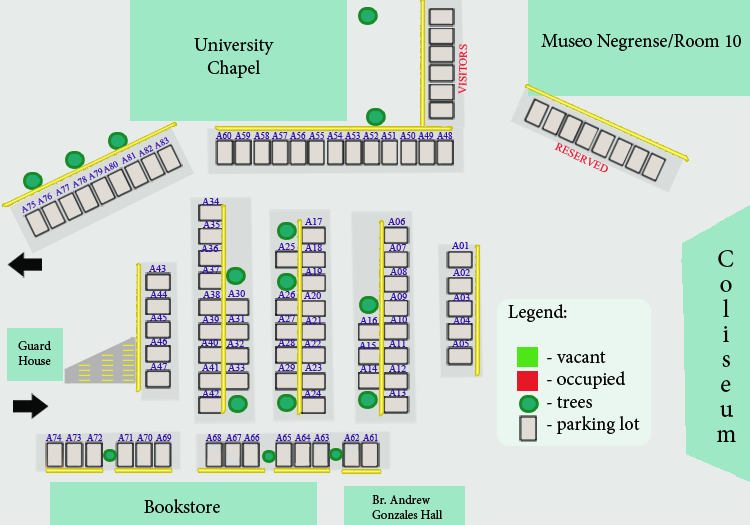 University
Chapel
Museo Negrense/Room 10
VISITORS
RESERVED
A60 A59 A58 A57 A56 A55 A54 A53 A52 A51 A50 A49 A48
A75 A76 A77 A78 A79 A80 A81 A82 A83
A34
A35
A36
A37
A38 A30
A39 A31
A40 A32
A41 A33
A42
A17
A25 A18
A19
A26 A20
A27 A21
A28 A22
A29 A23
A24
A06
A07
A08
A09
A16 A10
A15 A11
A14 A12
A13
A01
A02
A03
A04
A05
A43
A44
A45
A46
A47
Guard
House
Coliseum
Legend:
- vacant
- occupied
- trees
- parking lot
A74 A73 A72 A71 A70 A69 A68 A67 A66 A65 A64 A63 A62 A61
Bookstore
Br. Andrew
Gonzales Hall